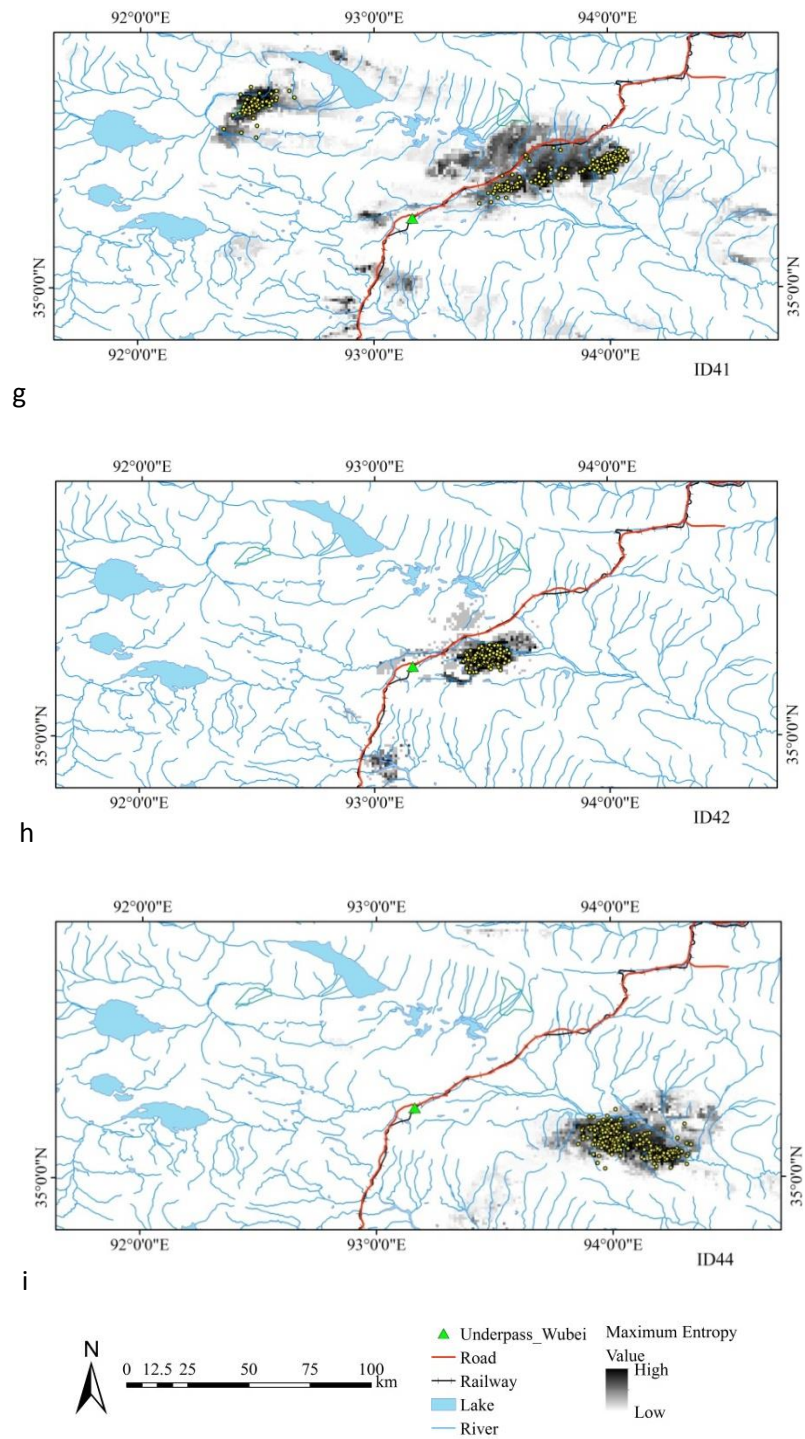 92°0'0"E 93°0'0"E 94°0'0"E
35°0'0"N 35°0'0"N
92°0'0"E 93°0'0"E 94°0'0"E
ID41
g
92°0'0"E 93°0'0"E 94°0'0"E
35°0'0"N 35°0'0"N
92°0'0"E 93°0'0"E 94°0'0"E
ID42
h
92°0'0"E 93°0'0"E 94°0'0"E
35°0'0"N 35°0'0"N
92°0'0"E 93°0'0"E 94°0'0"E
ID44
i
N
0 12.5 25 50 75 100
km
Underpass_Wubei
Road
Railway
Lake
River
Maximum Entropy
Value
High
Low